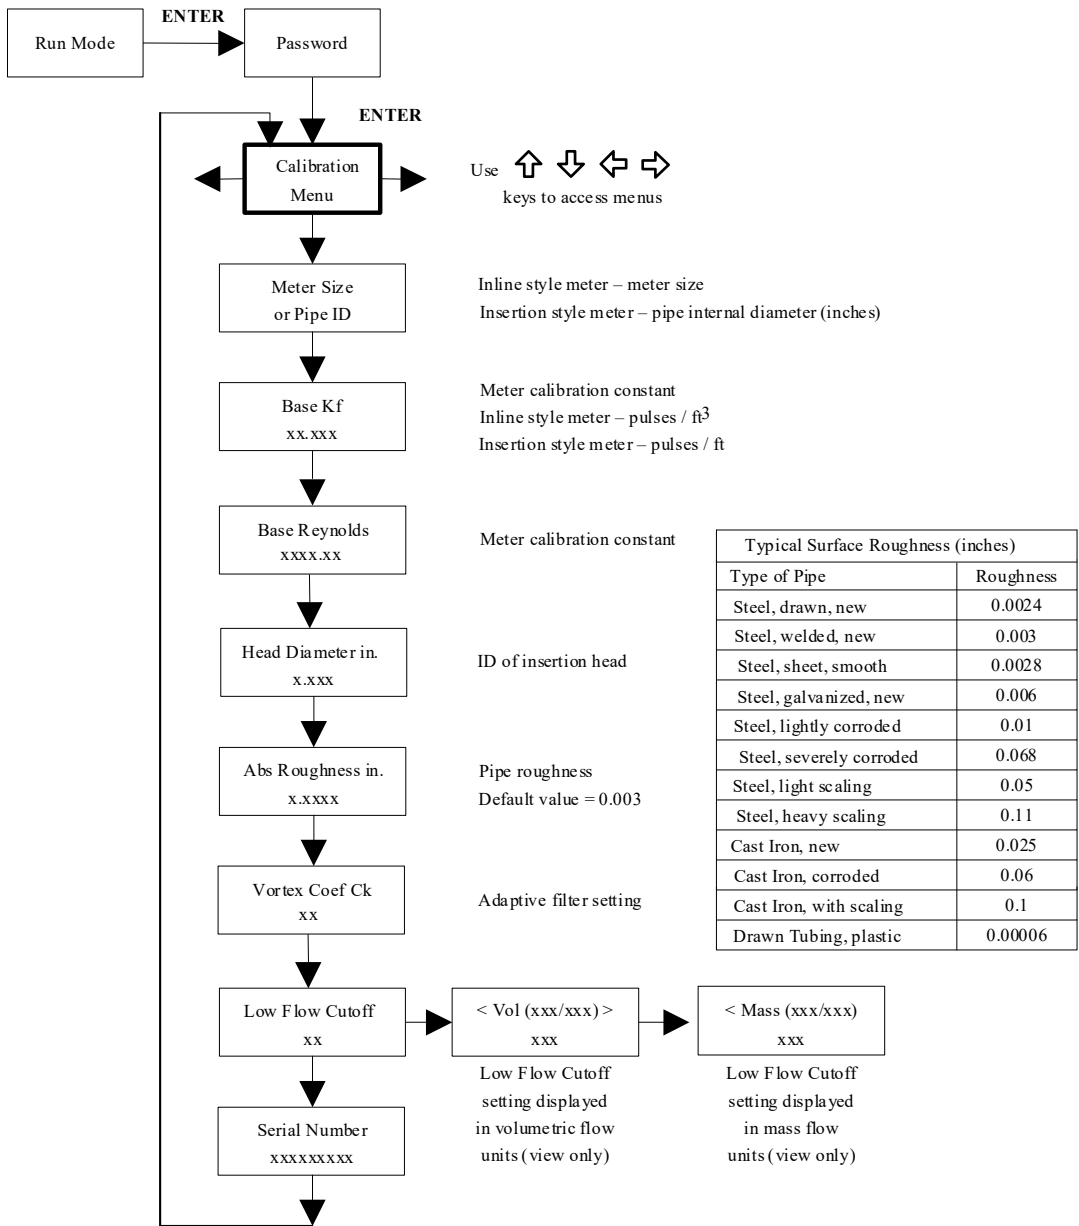 ENTER
Run Mode
Password
ENTER
Calibration
Menu
Use
keys to access menus
Meter Size
or Pipe ID
Inline style meter – meter size
Insertion style meter – pipe internal diameter (inches)
Base Kf
xx.xxx
Meter calibration constant
Inline style meter – pulses / ft3
Insertion style meter – pulses / ft
Base Reynolds
xxxx.xx
Meter calibration constant
Head Diameter in.
x.xxx
ID of insertion head
Abs Roughness in.
x.xxxx
Pipe roughness
Default value = 0.003
Vortex Coef Ck
xx
Adaptive filter setting
Typical Surface Roughness (inches)
Type of Pipe Roughness
Steel, drawn, new 0.0024
Steel, welded, new 0.003
Steel, sheet, smooth 0.0028
Steel, galvanized, new 0.006
Steel, lightly corroded 0.01
Steel, severely corroded 0.068
Steel, light scaling 0.05
Steel, heavy scaling 0.11
Cast Iron, new 0.025
Cast Iron, corroded 0.06
Cast Iron, with scaling 0.1
Drawn Tubing, plastic 0.00006
Low Flow Cutoff
xx
< Vol (xxx/xxx) >
xxx
Low Flow Cutoff
setting displayed
in volumetric flow
units (view only)
< Mass (xxx/xxx)
xxx
Low Flow Cutoff
setting displayed
in mass flow
units (view only)
Serial Number
xxxxxxxxx